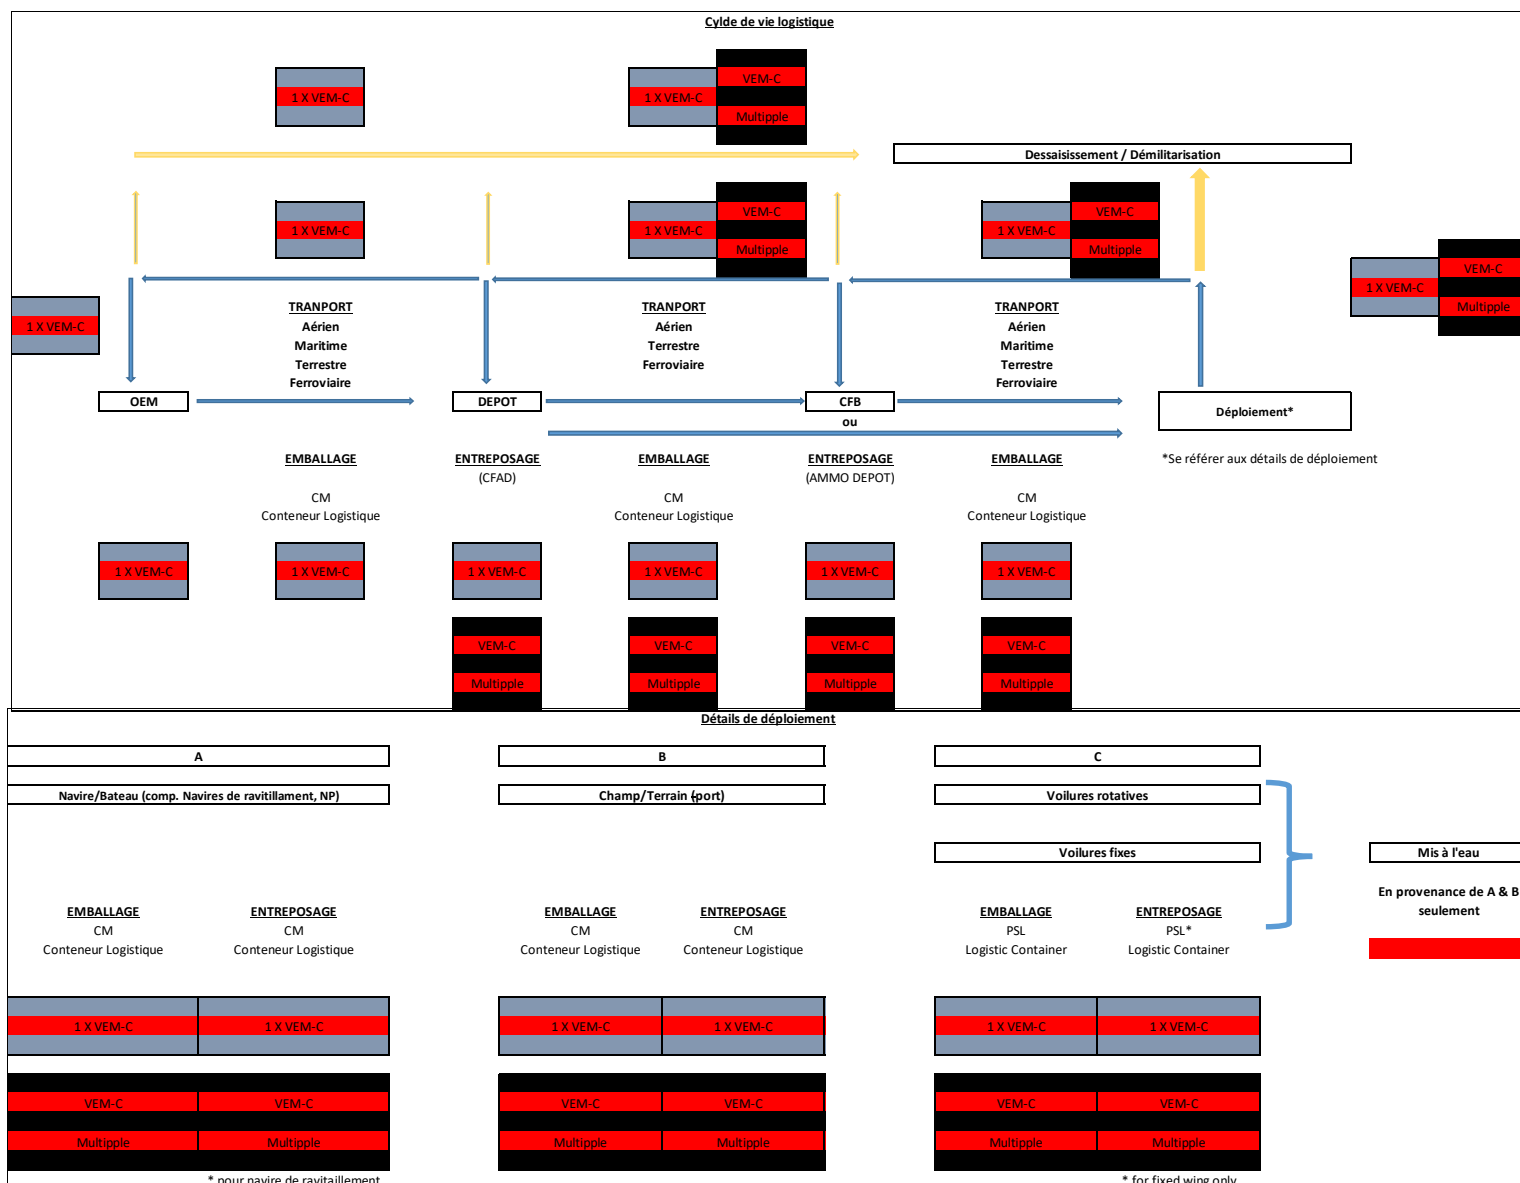 Cylde de vie logistique
VEM-C
1 X VEM-C
1 X VEM-C
Multipple
Dessaisissement / Démilitarisation
VEM-C
VEM-C
1 X VEM-C
1 X VEM-C
1 X VEM-C
Multipple
Multipple
VEM-C
1 X VEM-C
Multipple
1 X VEM-C
TRANPORT
Aérien
Maritime
Terrestre
Ferroviaire
TRANPORT
Aérien
Terrestre
Ferroviaire
TRANPORT
Aérien
Maritime
Terrestre
Ferroviaire
OEM
DEPOT
CFB
ou
Déploiement*
EMBALLAGE
CM
Conteneur Logistique
ENTREPOSAGE
(CFAD)
EMBALLAGE
CM
Conteneur Logistique
ENTREPOSAGE
(AMMO DEPOT)
EMBALLAGE
CM
Conteneur Logistique
*Se référer aux détails de déploiement
1 X VEM-C
1 X VEM-C
1 X VEM-C
1 X VEM-C
1 X VEM-C
1 X VEM-C
VEM-C
VEM-C
VEM-C
VEM-C
Multipple
Multipple
Multipple
Multipple
Détails de déploiement
A
B
C
Navire/Bateau (comp. Navires de ravitillament, NP)
Champ/Terrain (-port)
Voilures rotatives
Voilures fixes
Mis à l'eau
En provenance de A & B
seulement
EMBALLAGE
CM
Conteneur Logistique
ENTREPOSAGE
CM
Conteneur Logistique
EMBALLAGE
CM
Conteneur Logistique
ENTREPOSAGE
CM
Conteneur Logistique
EMBALLAGE
PSL
Logistic Container
ENTREPOSAGE
PSL*
Logistic Container
1 X VEM-C
1 X VEM-C
1 X VEM-C
1 X VEM-C
1 X VEM-C
1 X VEM-C
VEM-C
VEM-C
VEM-C
VEM-C
VEM-C
VEM-C
Multipple
Multipple
Multipple
Multipple
Multipple
Multipple
* pour navire de ravitaillement
* for fixed wing only